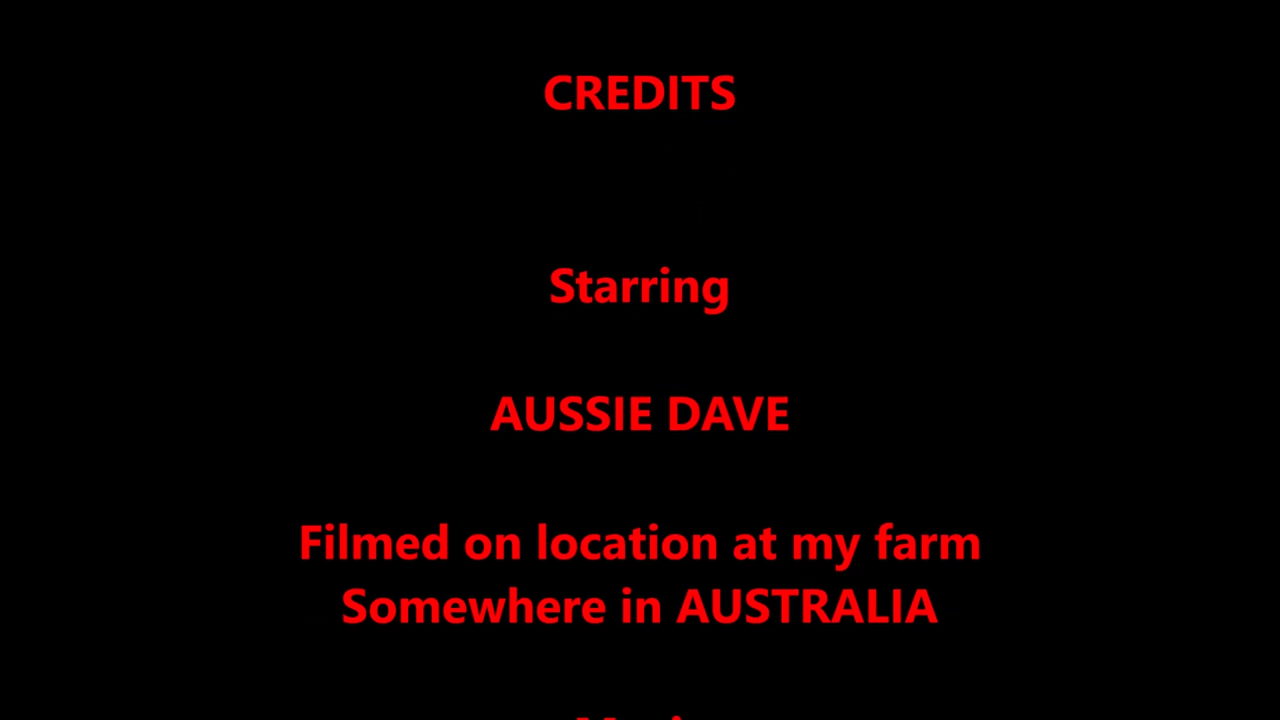 CREDITS
Starring
AUSSIE DAVE
Filmed on location at my farm
Somewhere in AUSTRALIA